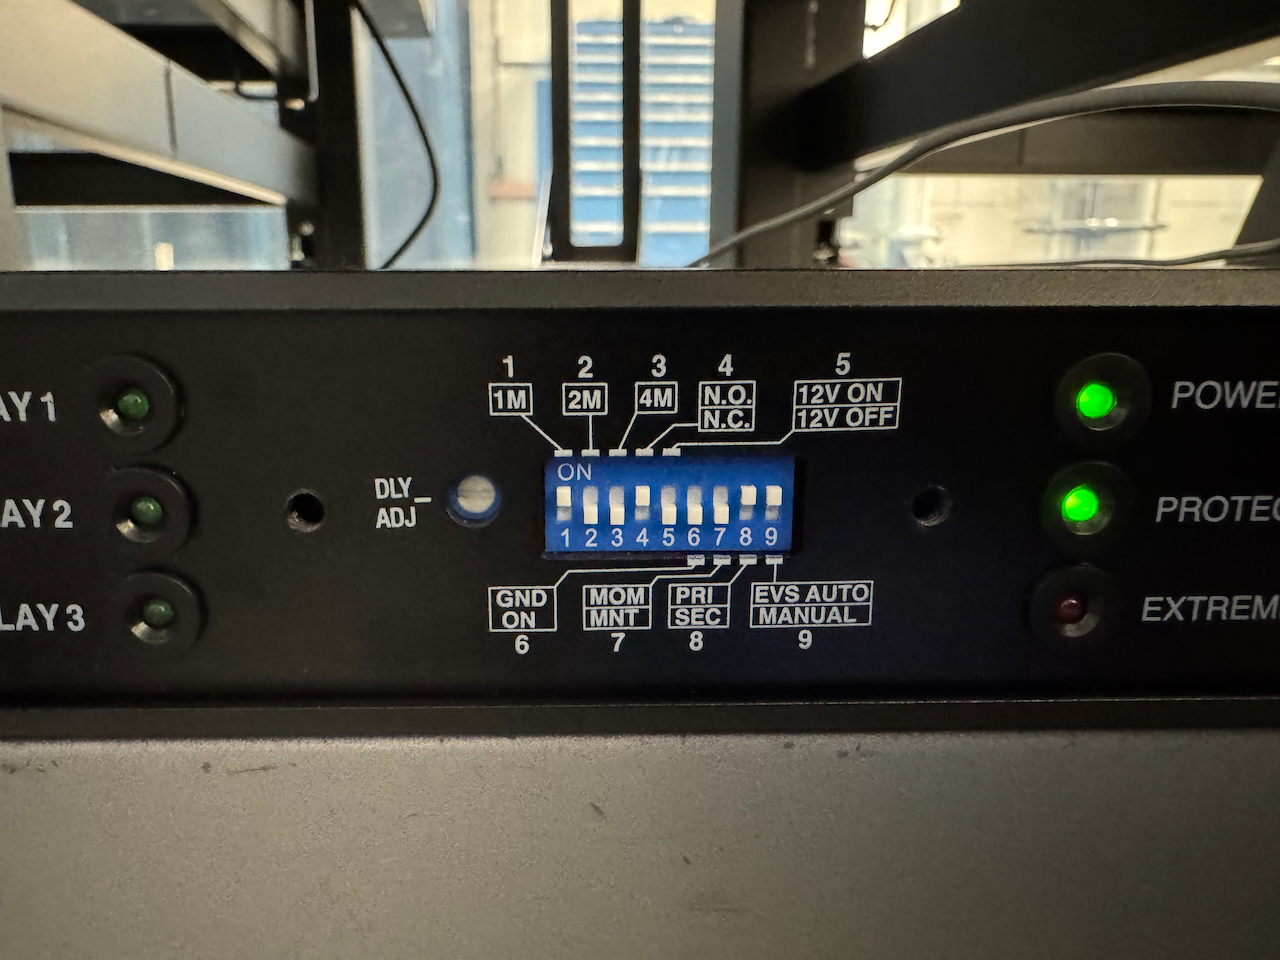 1 2 3 4 5
1M 2M 4M N.O. 12V ON
N.C. 12V OFF
AY 1
POWE
DLY
ADJ
ON
1 2 3 4 5 6 7 8 9
LAY 2
PROTEC
GND MOM PRI EVS AUTO
ON MNT SEC MANUAL
6 7 8 9
LAY 3
EXTREM